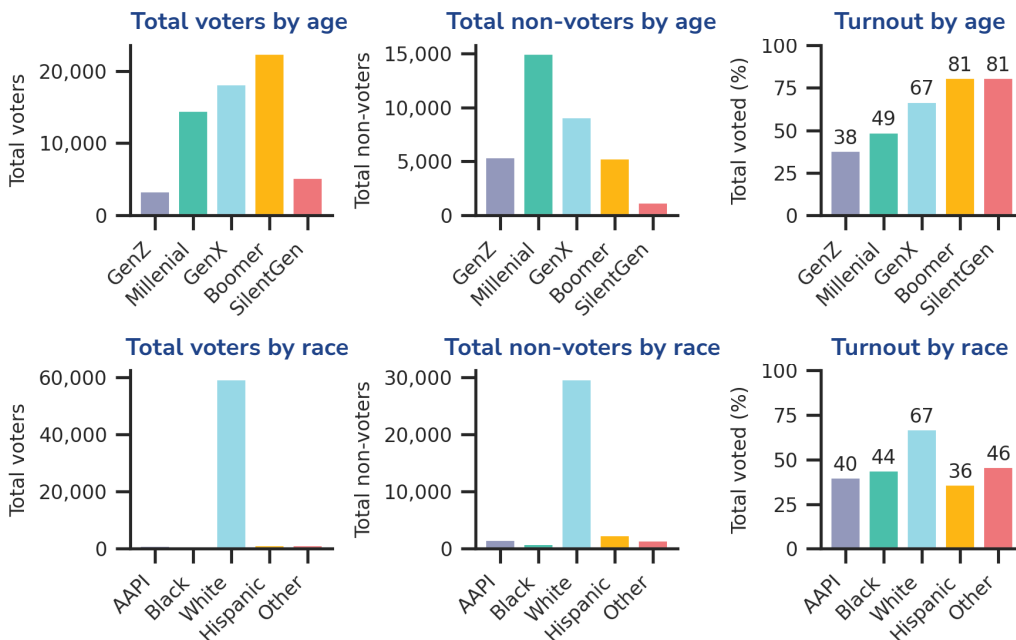 Total voters by age
Total voters
20,000
10,000
0
GenZ
Millenial
GenX
Boomer
SilentGen
Total non-voters by age
Total non-voters
15,000
10,000
5,000
0
GenZ
Millenial
GenX
Boomer
SilentGen
Turnout by age
Total voted (%)
100
75
50
25
0
38
49
67
81
81
GenZ
Millenial
GenX
Boomer
SilentGen
Total voters by race
Total voters
60,000
40,000
20,000
0
AAPI
Black
White
Hispanic
Other
Total non-voters by race
Total non-voters
30,000
20,000
10,000
0
AAPI
Black
White
Hispanic
Other
Turnout by race
Total voted (%)
100
75
50
25
0
40
44
67
36
46
AAPI
Black
White
Hispanic
Other